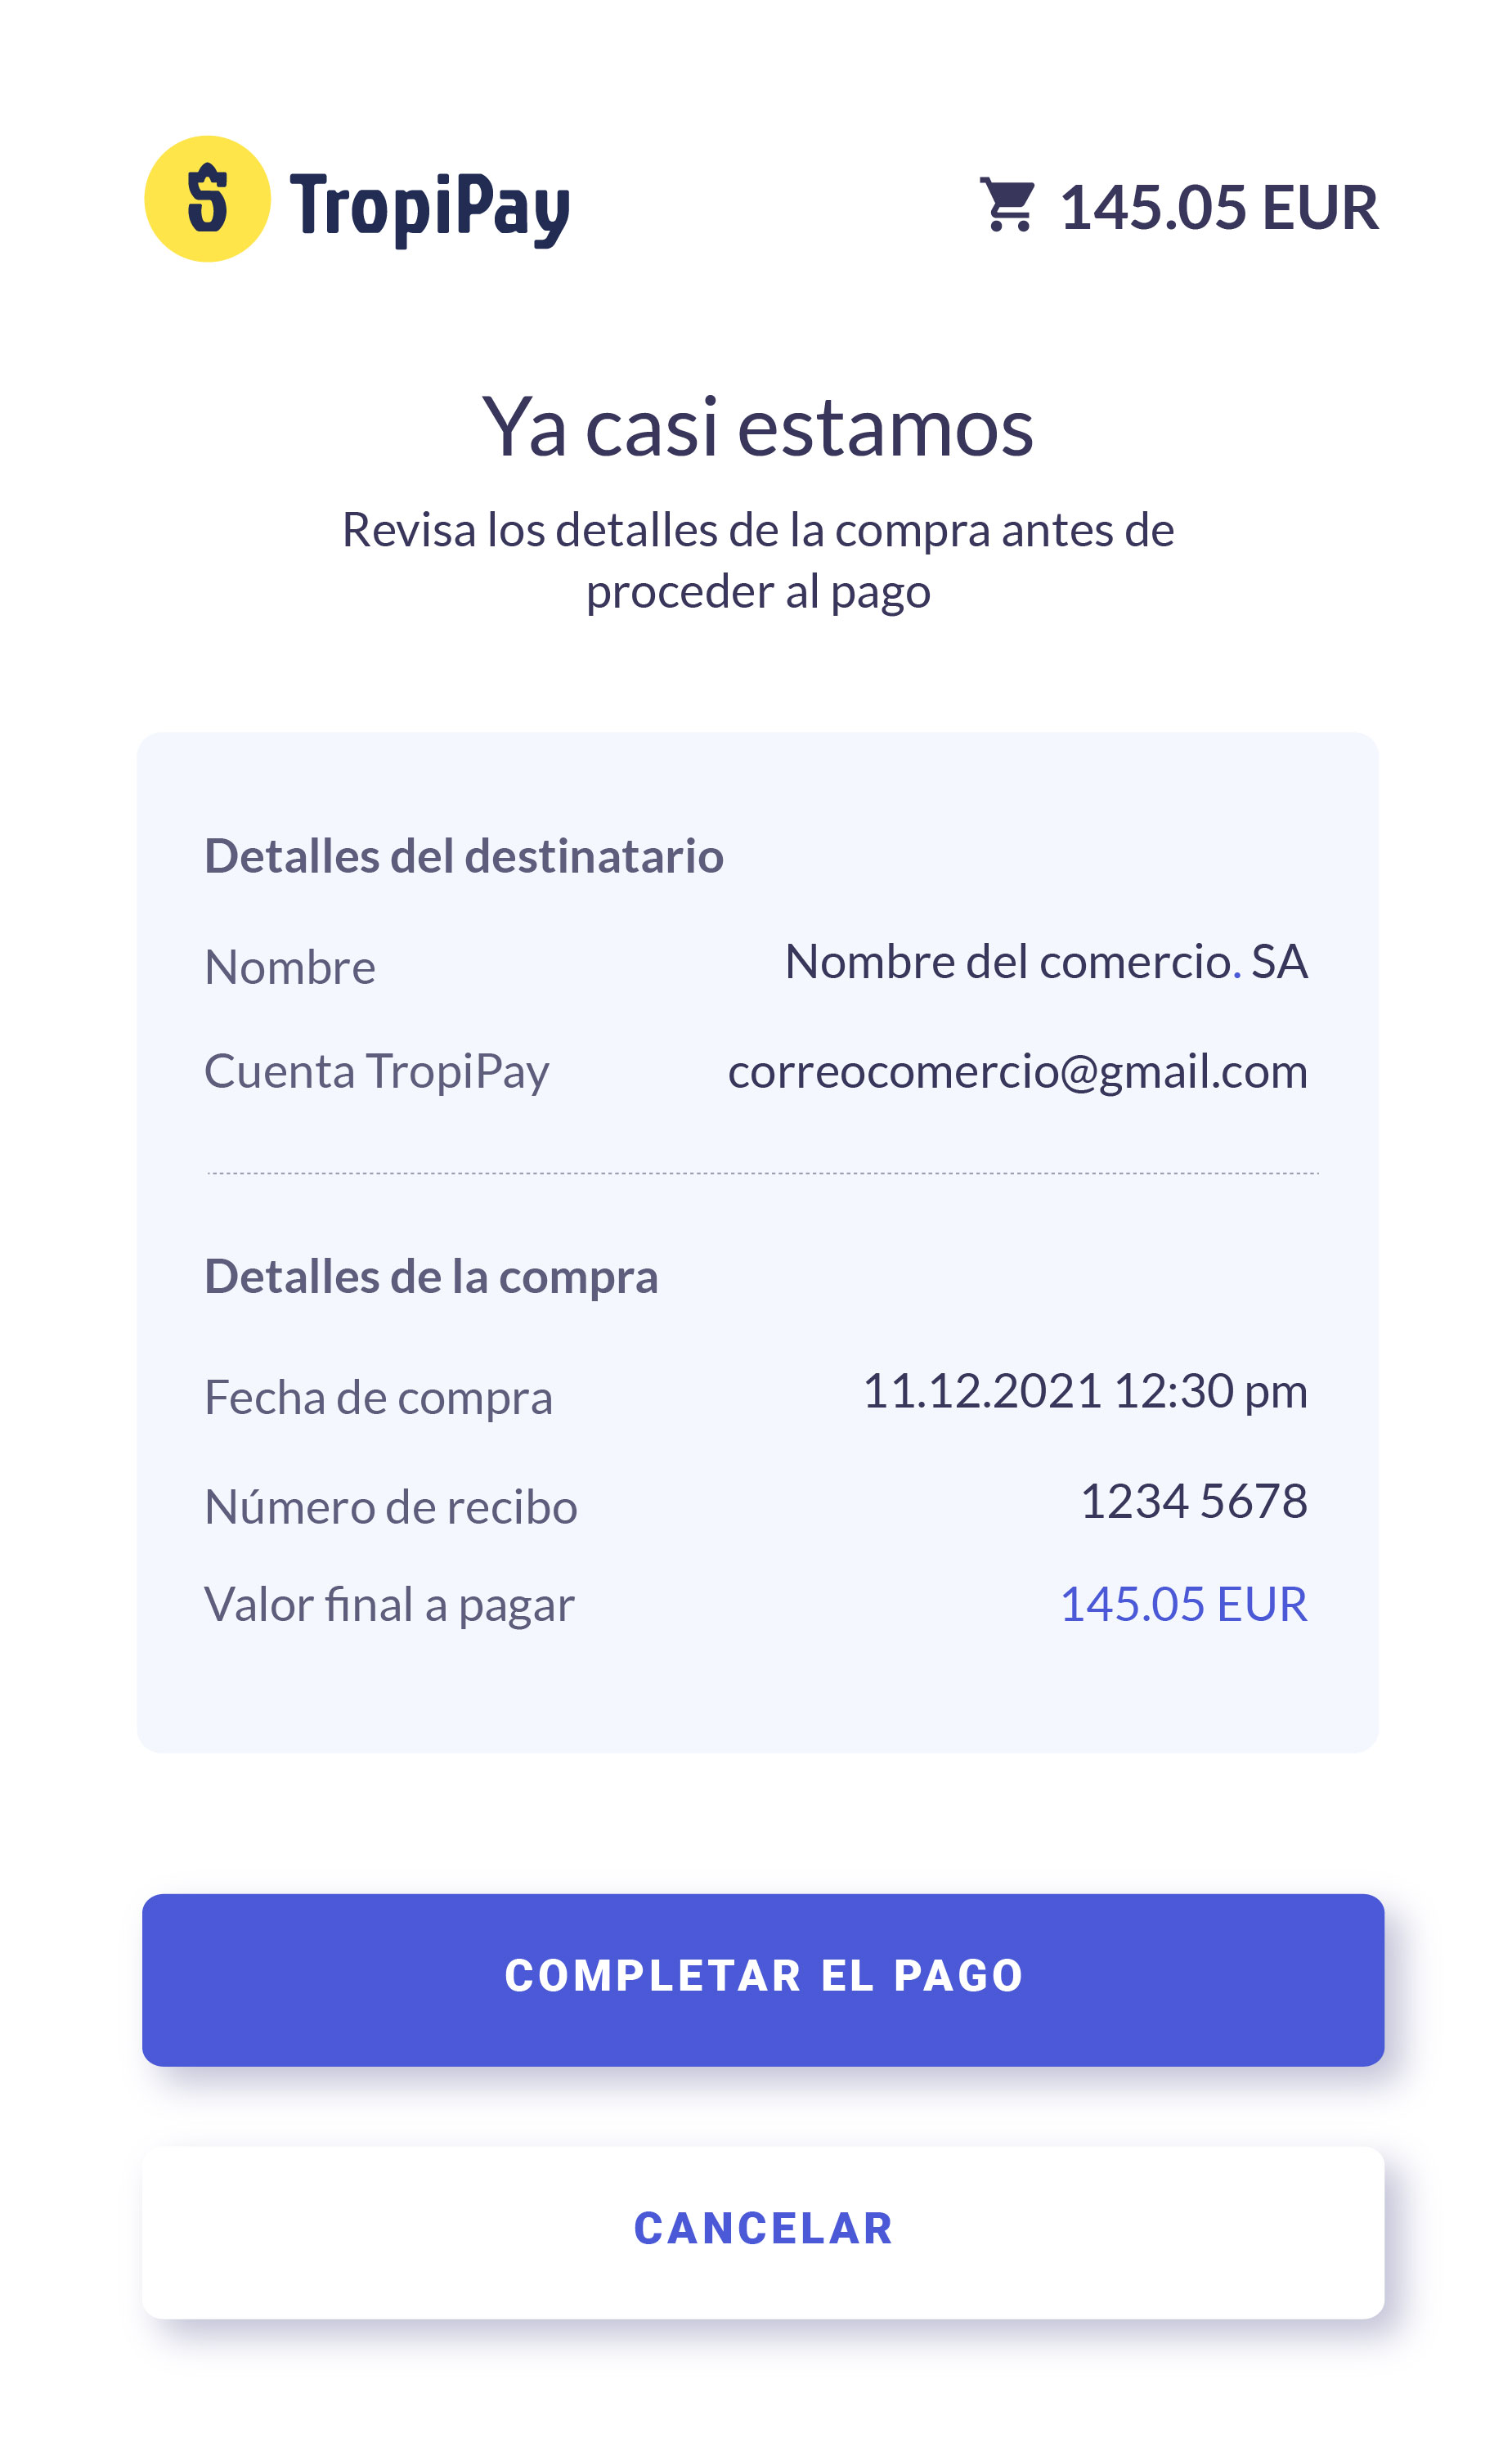 TropiPay
145.05 EUR
Ya casi estamos
Revisa los detalles de la compra antes de
proceder al pago
Detalles del destinatario
Nombre
Nombre del comercio. SA
Cuenta TropiPay
correocomercio@gmail.com
Detalles de la compra
Fecha de compra
11.12.2021 12:30 pm
Número de recibo
1234 5678
Valor final a pagar
145.05 EUR
COMPLETAR EL PAGO
CANCELAR